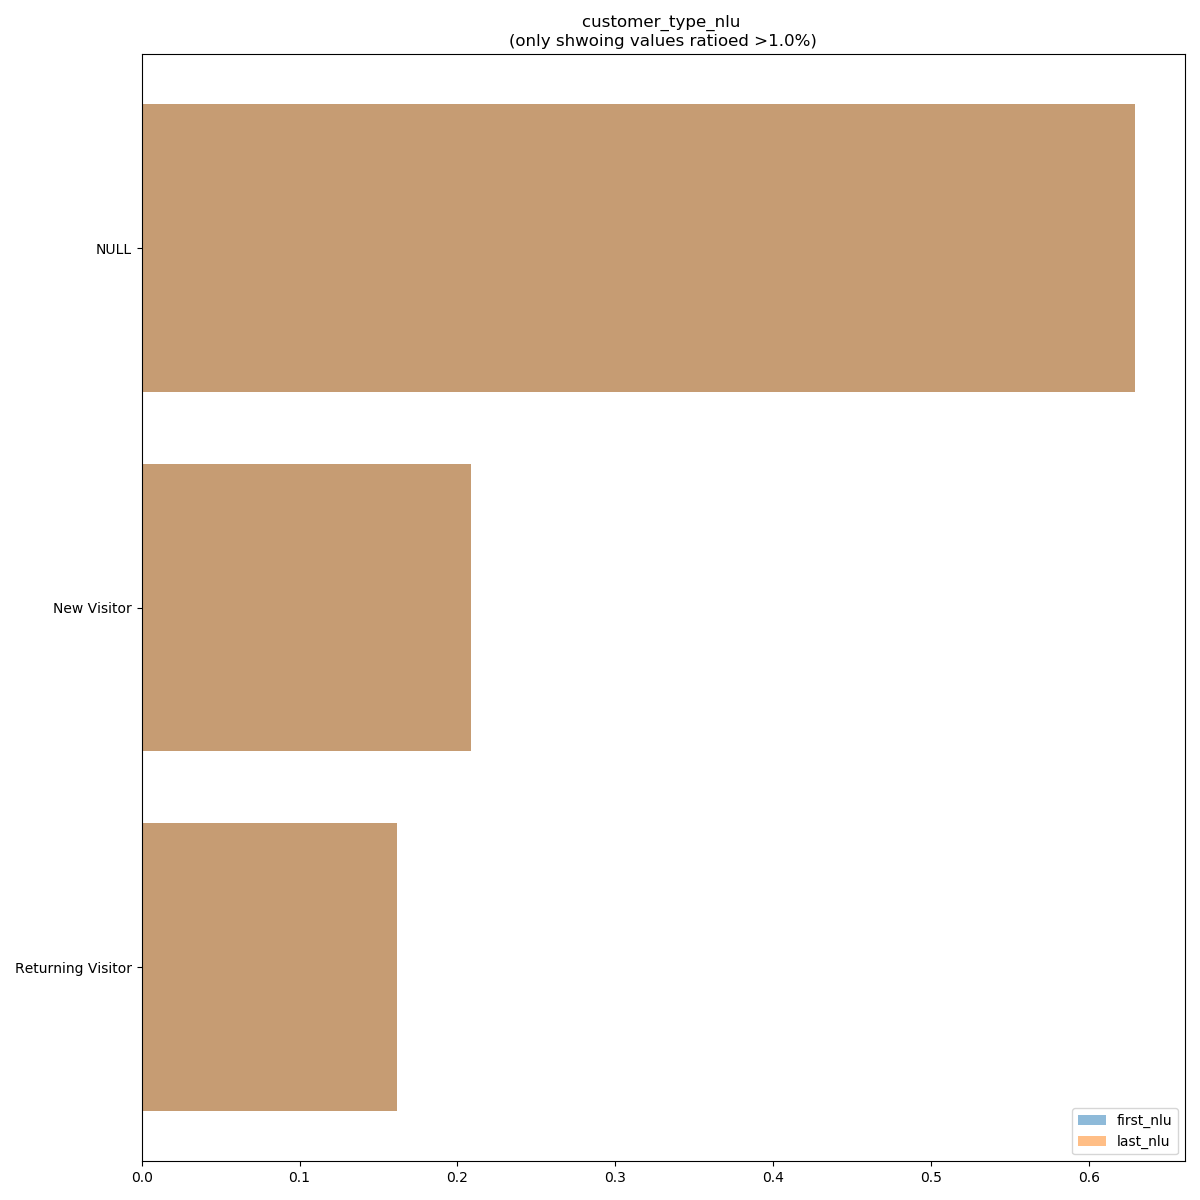 customer_type_nlu
(only shwoing values ratioed >1.0%)
NULL
New Visitor
Returning Visitor
first_nlu
last_nlu
0.0 0.1 0.2 0.3 0.4 0.5 0.6